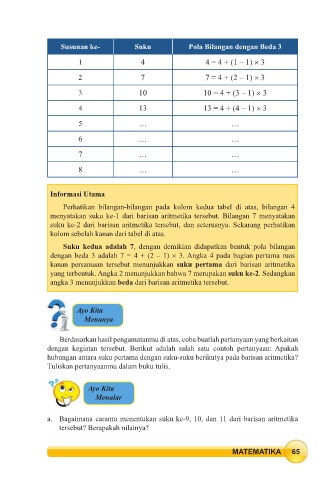 Susunan ke- Suku Pola Bilangan dengan Beda 3
1 4 4 = 4 + (1 – 1) × 3
2 7 7 = 4 + (2 – 1) × 3
3 10 10 = 4 + (3 – 1) × 3
4 13 13 = 4 + (4 – 1) × 3
5 … …
6 … …
7 … …
8 … …
Informasi Utama
Perhatikan bilangan-bilangan pada kolom kedua tabel di atas, bilangan 4
menyatakan suku ke-1 dari barisan aritmetika tersebut. Bilangan 7 menyatakan
suku ke-2 dari barisan aritmetika tersebut, dan seterusnya. Sekarang perhatikan
kolom sebelah kanan dari tabel di atas.
Suku kedua adalah 7, dengan demikian didapatkan bentuk pola bilangan
dengan beda 3 adalah 7 = 4 + (2 – 1) × 3. Angka 4 pada bagian pertama ruas
kanan persamaan tersebut menunjukkan suku pertama dari barisan aritmetika
yang terbentuk. Angka 2 menunjukkan bahwa 7 merupakan suku ke-2. Sedangkan
angka 3 menunjukkan beda dari barisan aritmetika tersebut.
Ayo Kita
Menanya
Berdasarkan hasil pengamatanmu di atas, coba buatlah pertanyaan yang berkaitan
dengan kegiatan tersebut. Berikut adalah salah satu contoh pertanyaan: Apakah
hubungan antara suku pertama dengan suku-suku berikutya pada barisan aritmetika?
Tuliskan pertanyaanmu dalam buku tulis.
Ayo Kita
Menalar
a. Bagaimana caramu menentukan suku ke-9, 10, dan 11 dari barisan aritmetika
tersebut? Berapakah nilainya?
MATEMATIKA 65